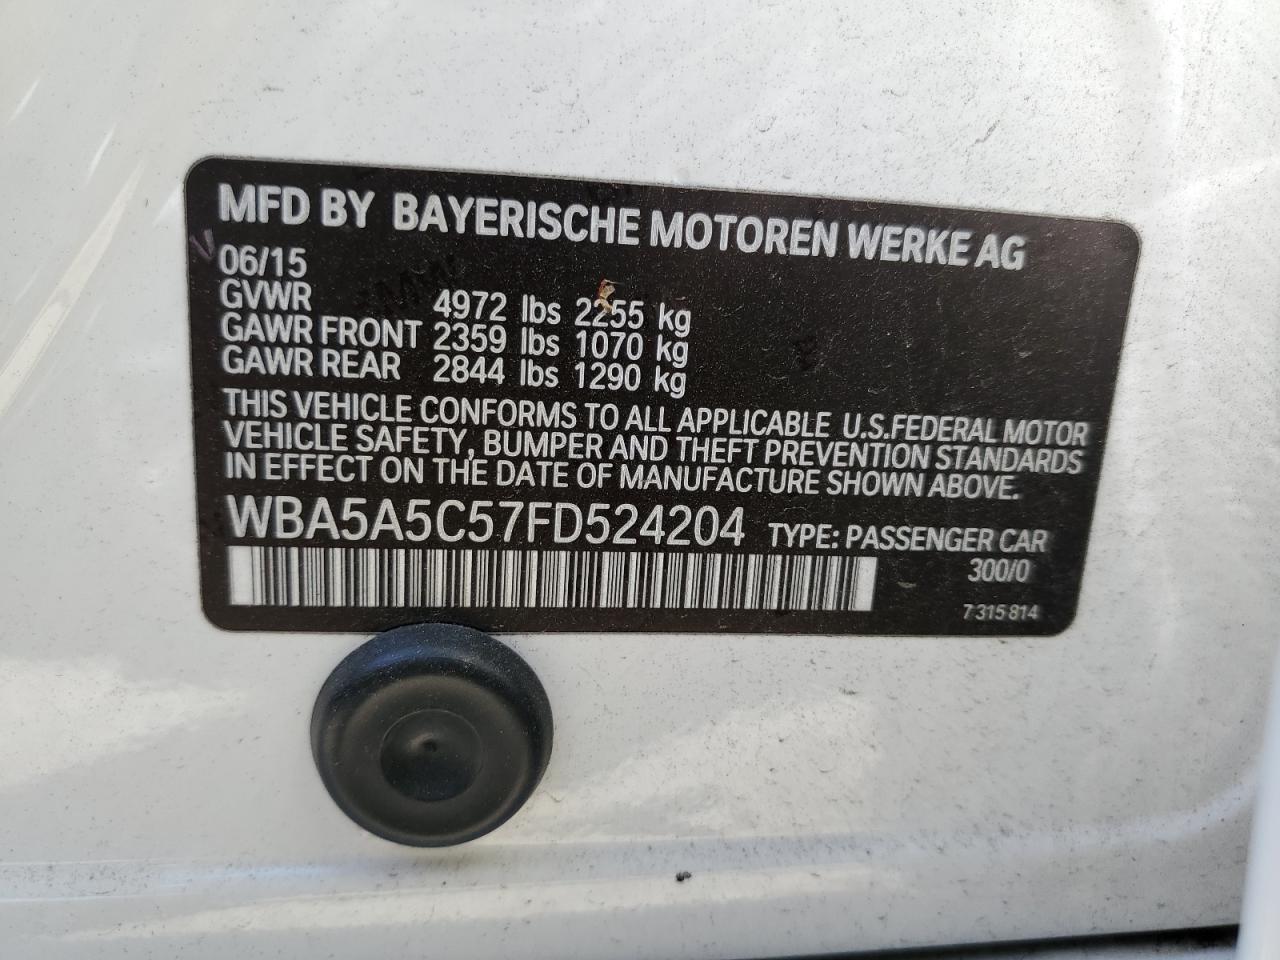 MFD BY BAYERISCHE MOTOREN WERKE AG
06/15
GVWR 4972 lbs 2255 kg
GAWR FRONT 2359 lbs 1070 kg
GAWR REAR 2844 lbs 1290 kg
THIS VEHICLE CONFORMS TO ALL APPLICABLE U.S.FEDERAL MOTOR
VEHICLE SAFETY, BUMPER AND THEFT PREVENTION STANDARDS
IN EFFECT ON THE DATE OF MANUFACTURE SHOWN ABOVE.
WBA5A5C57FD524204 TYPE: PASSENGER CAR
300/0
7 315 814